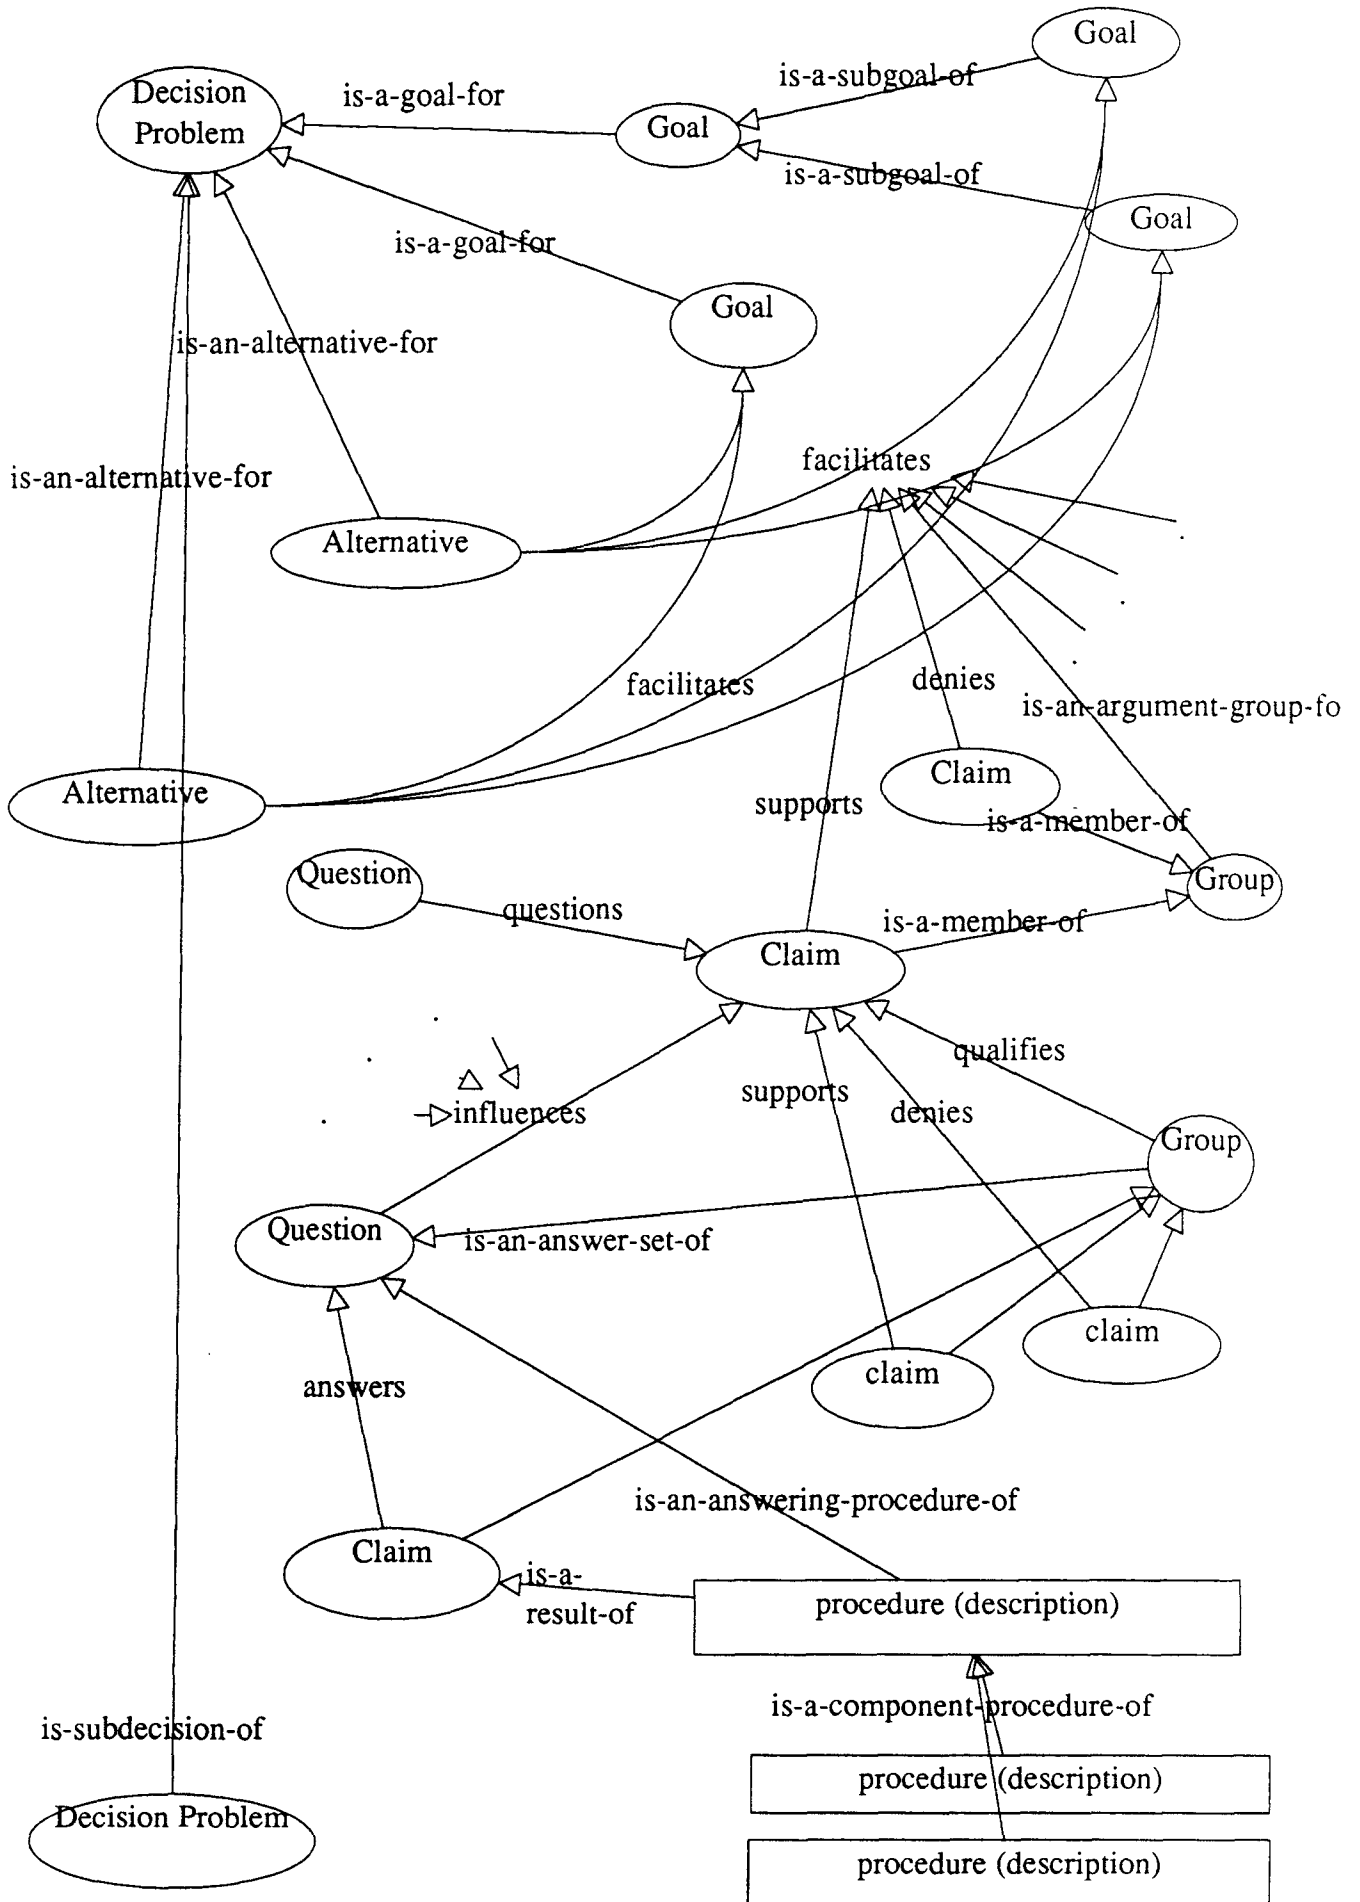 Goal
is-a-subgoal-of
Decision
Problem
is-a-goal-for
Goal
is-a-subgoal-of
Goal
is-a-goal-for
Goal
is-an-alternative-for
facilitates
is-an-alternative-for
Alternative
facilitates
denies
is-an-argument-group-fo
Claim
Alternative
supports
is-a-member-of
Question
Group
questions
is-a-member-of
Claim
qualifies
supports
influences
denies
Group
Question
is-an-answer-set-of
claim
claim
answers
is-an-answering-procedure-of
Claim
is-a-
result-of
procedure (description)
is-a-component-procedure-of
is-subdecision-of
procedure (description)
Decision Problem
procedure (description)